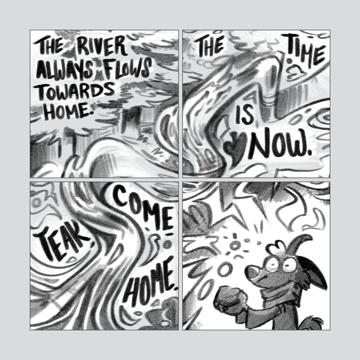 THE RIVER
ALWAYS FLOWS
TOWARDS
HOME.
THE TIME
IS
NOW.
COME
TEAK
HOME.